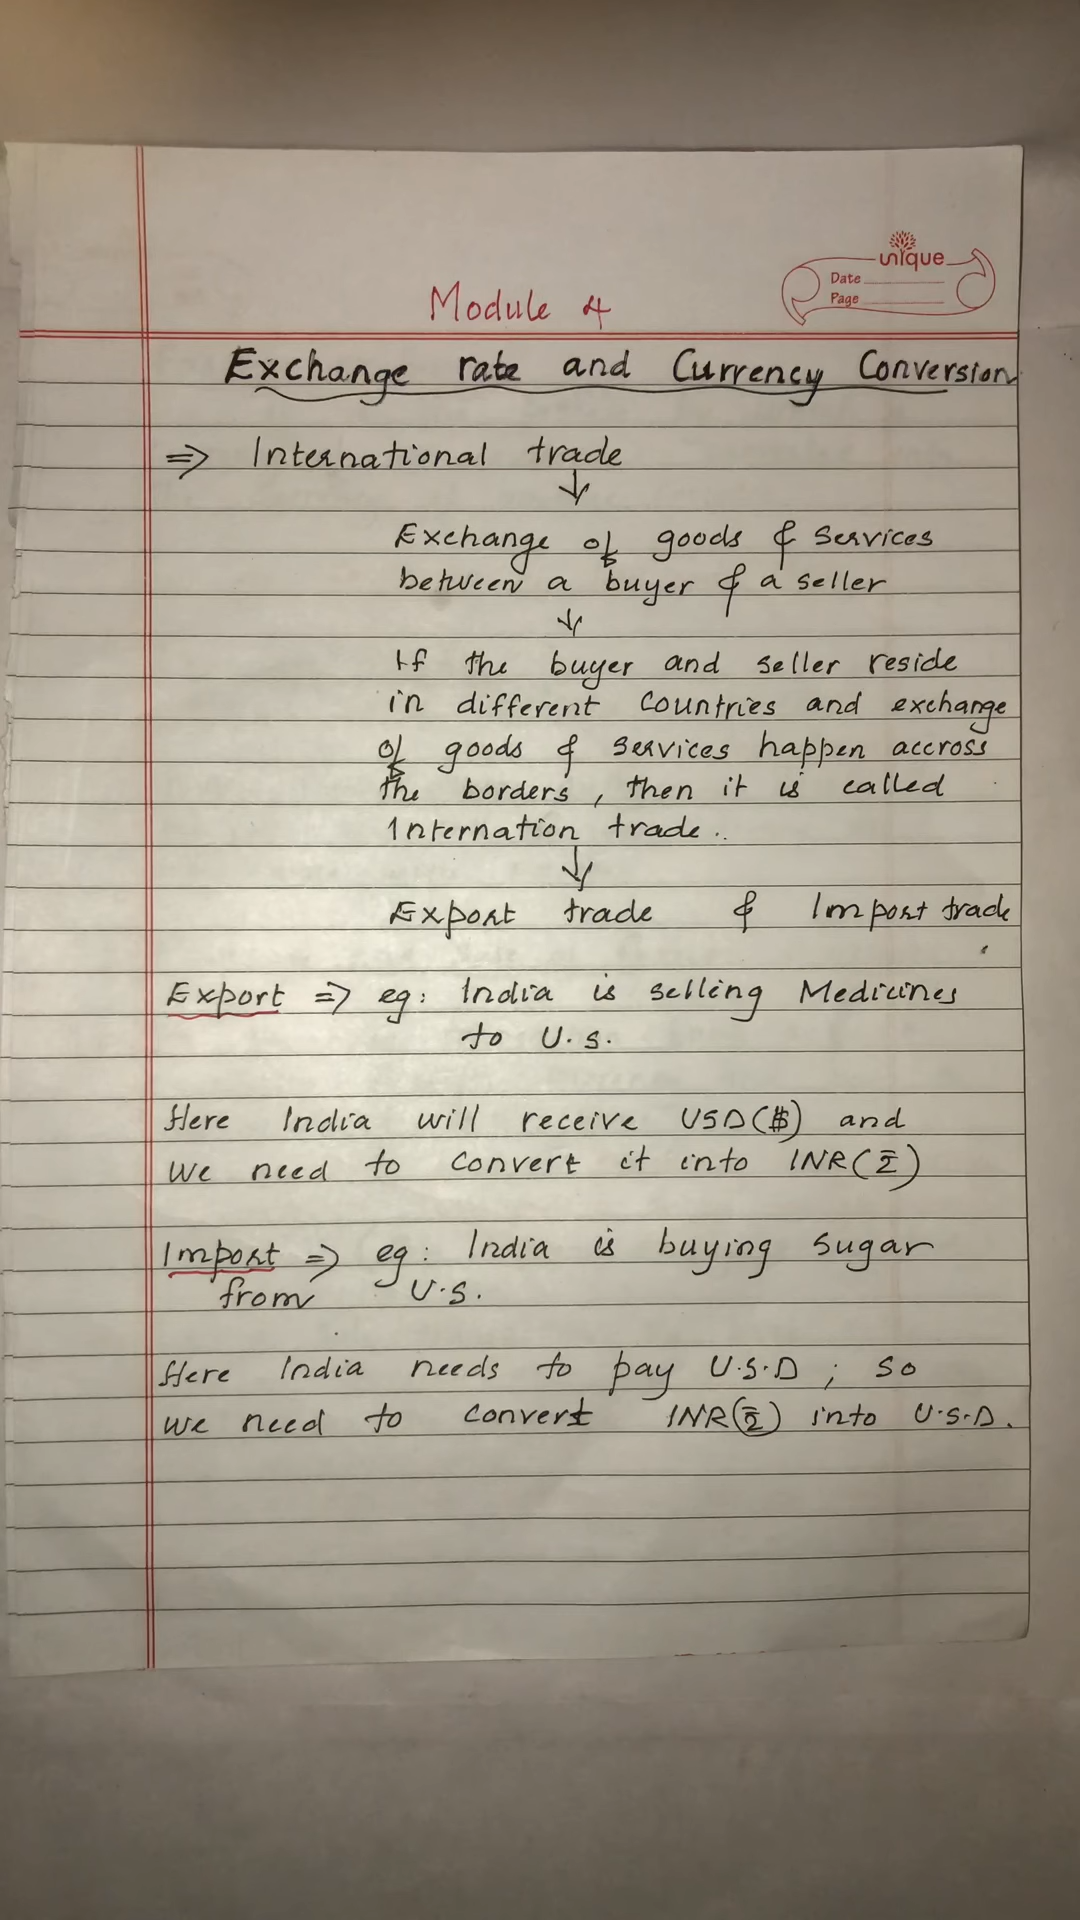 unique
Date
Page
Module 4
Exchange rate and Currency Conversion
⇒ International trade
↓
Exchange of goods & services
between a buyer & a seller
↓
If the buyer and seller reside
in different countries and exchange
of goods & services happen accross
the borders, then it is called
Internation trade..
↓
Export trade & Import trade
Export ⇒ eg: India is selling Medicines
to U.S.
Here India will receive USD($) and
we need to convert it into INR(₹)
Import ⇒ eg: India is buying sugar
from U.S.
Here India needs to pay U.S.D ; so
we need to convert INR(₹) into U.S.D.